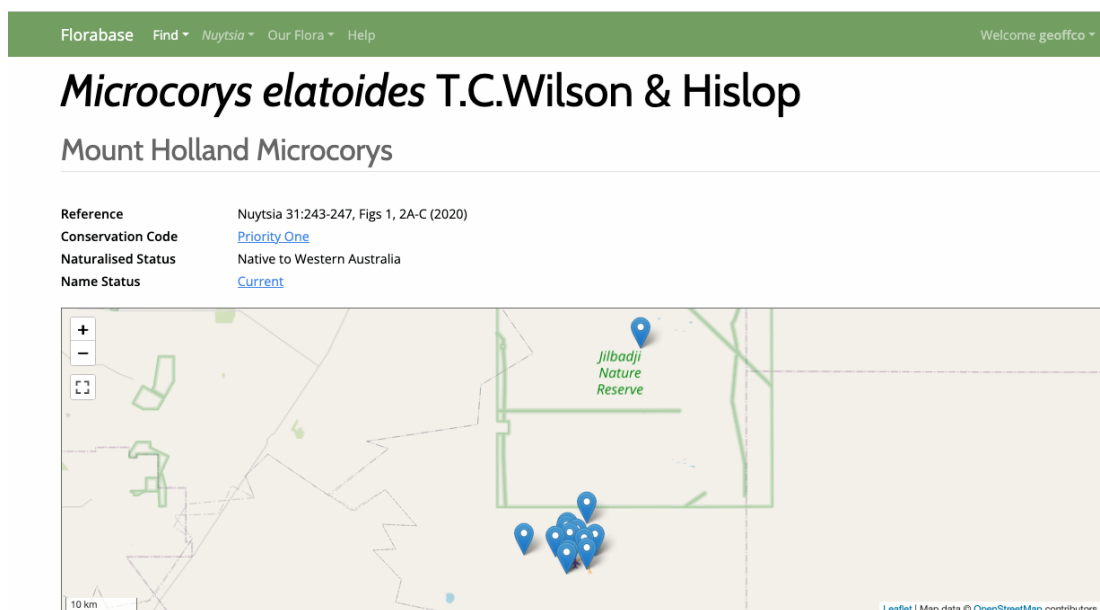 Florabase Find Nuytsia Our Flora Help Welcome geoffco
Microcorys elatoides T.C.Wilson & Hislop
Mount Holland Microcorys
Reference Nuytsia 31:243-247, Figs 1, 2A-C (2020)
Conservation Code Priority One
Naturalised Status Native to Western Australia
Name Status Current
+
−
Jilbadji
Nature
Reserve
10 km
Leaflet | Map data © OpenStreetMap contributors